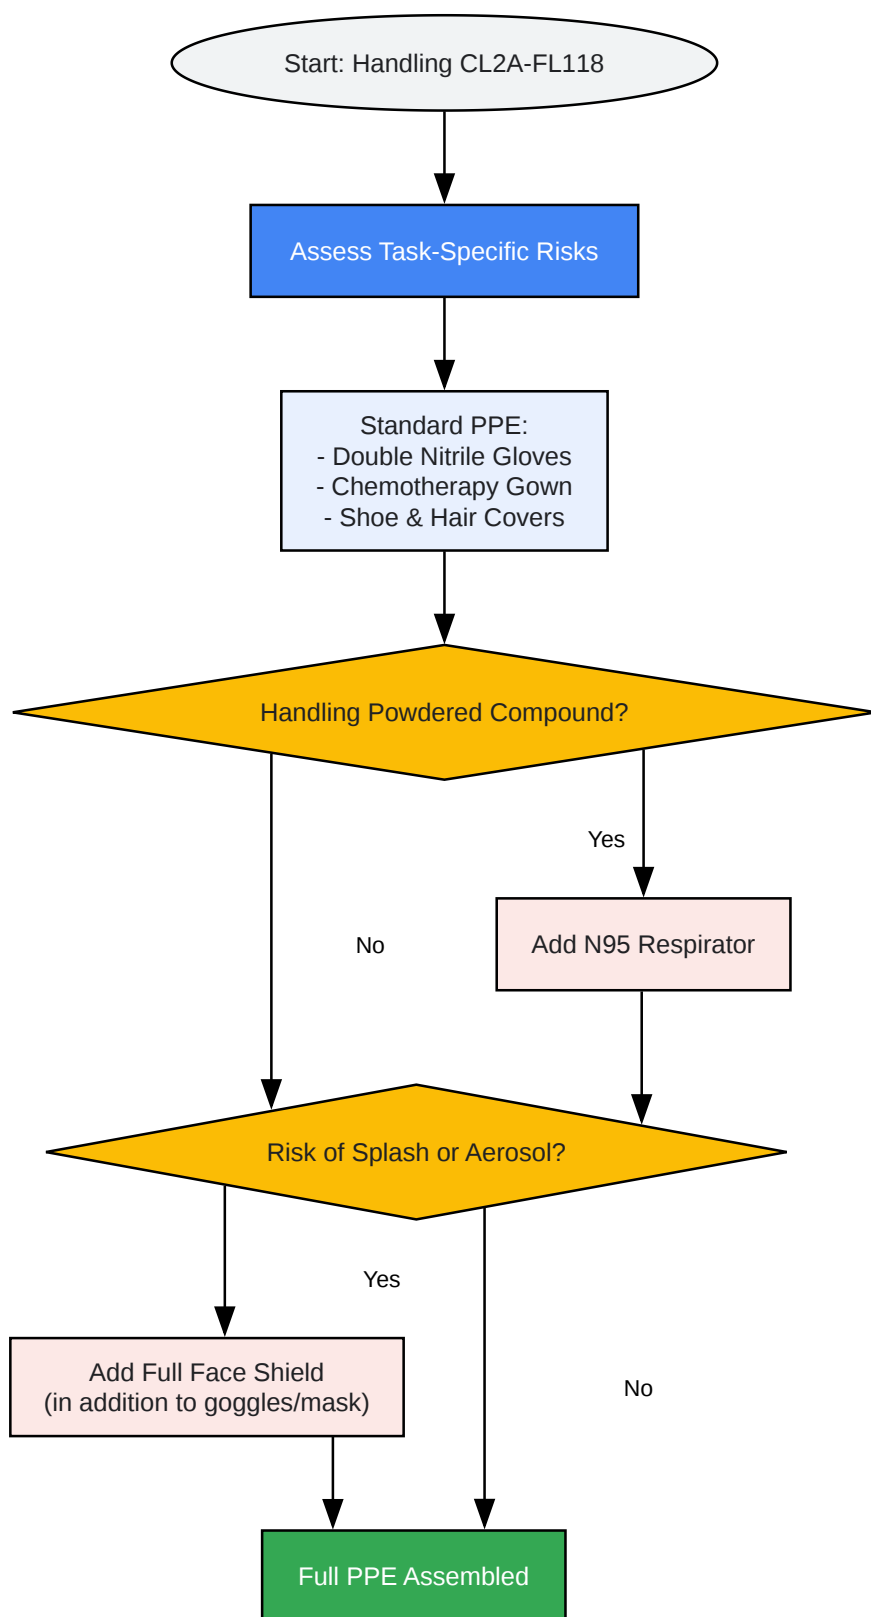 Start: Handling CL2A-FL118
Assess Task-Specific Risks
Standard PPE:
- Double Nitrile Gloves
- Chemotherapy Gown
- Shoe & Hair Covers
Handling Powdered Compound?
Yes
No
Add N95 Respirator
Risk of Splash or Aerosol?
Yes
Add Full Face Shield
(in addition to goggles/mask)
No
Full PPE Assembled